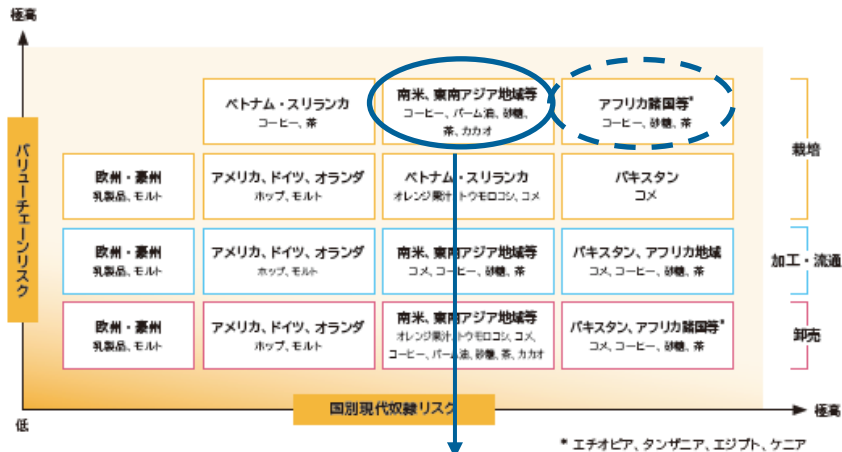 極高
ベトナム・スリランカ
コーヒー、茶
南米、東南アジア地域等
コーヒー、パーム油、砂糖、
茶、カカオ
アフリカ諸国等*
コーヒー、砂糖、茶
栽培
欧州・豪州
乳製品、モルト
アメリカ、ドイツ、オランダ
ホップ、モルト
ベトナム・スリランカ
オレンジ果汁、トウモロコシ、コメ
パキスタン
コメ
バリューチェーンリスク
欧州・豪州
乳製品、モルト
アメリカ、ドイツ、オランダ
ホップ、モルト
南米、東南アジア地域等
コメ、コーヒー、砂糖、茶
パキスタン、アフリカ地域
コメ、コーヒー、砂糖、茶
加工・流通
欧州・豪州
乳製品、モルト
アメリカ、ドイツ、オランダ
ホップ、モルト
南米、東南アジア地域等
オレンジ果汁、トウモロコシ、コメ、
コーヒー、パーム油、砂糖、茶、カカオ
パキスタン、アフリカ諸国等*
コメ、コーヒー、砂糖、茶
卸売
低
国別現代奴隷リスク
極高
* エチオピア、タンザニア、エジプト、ケニア